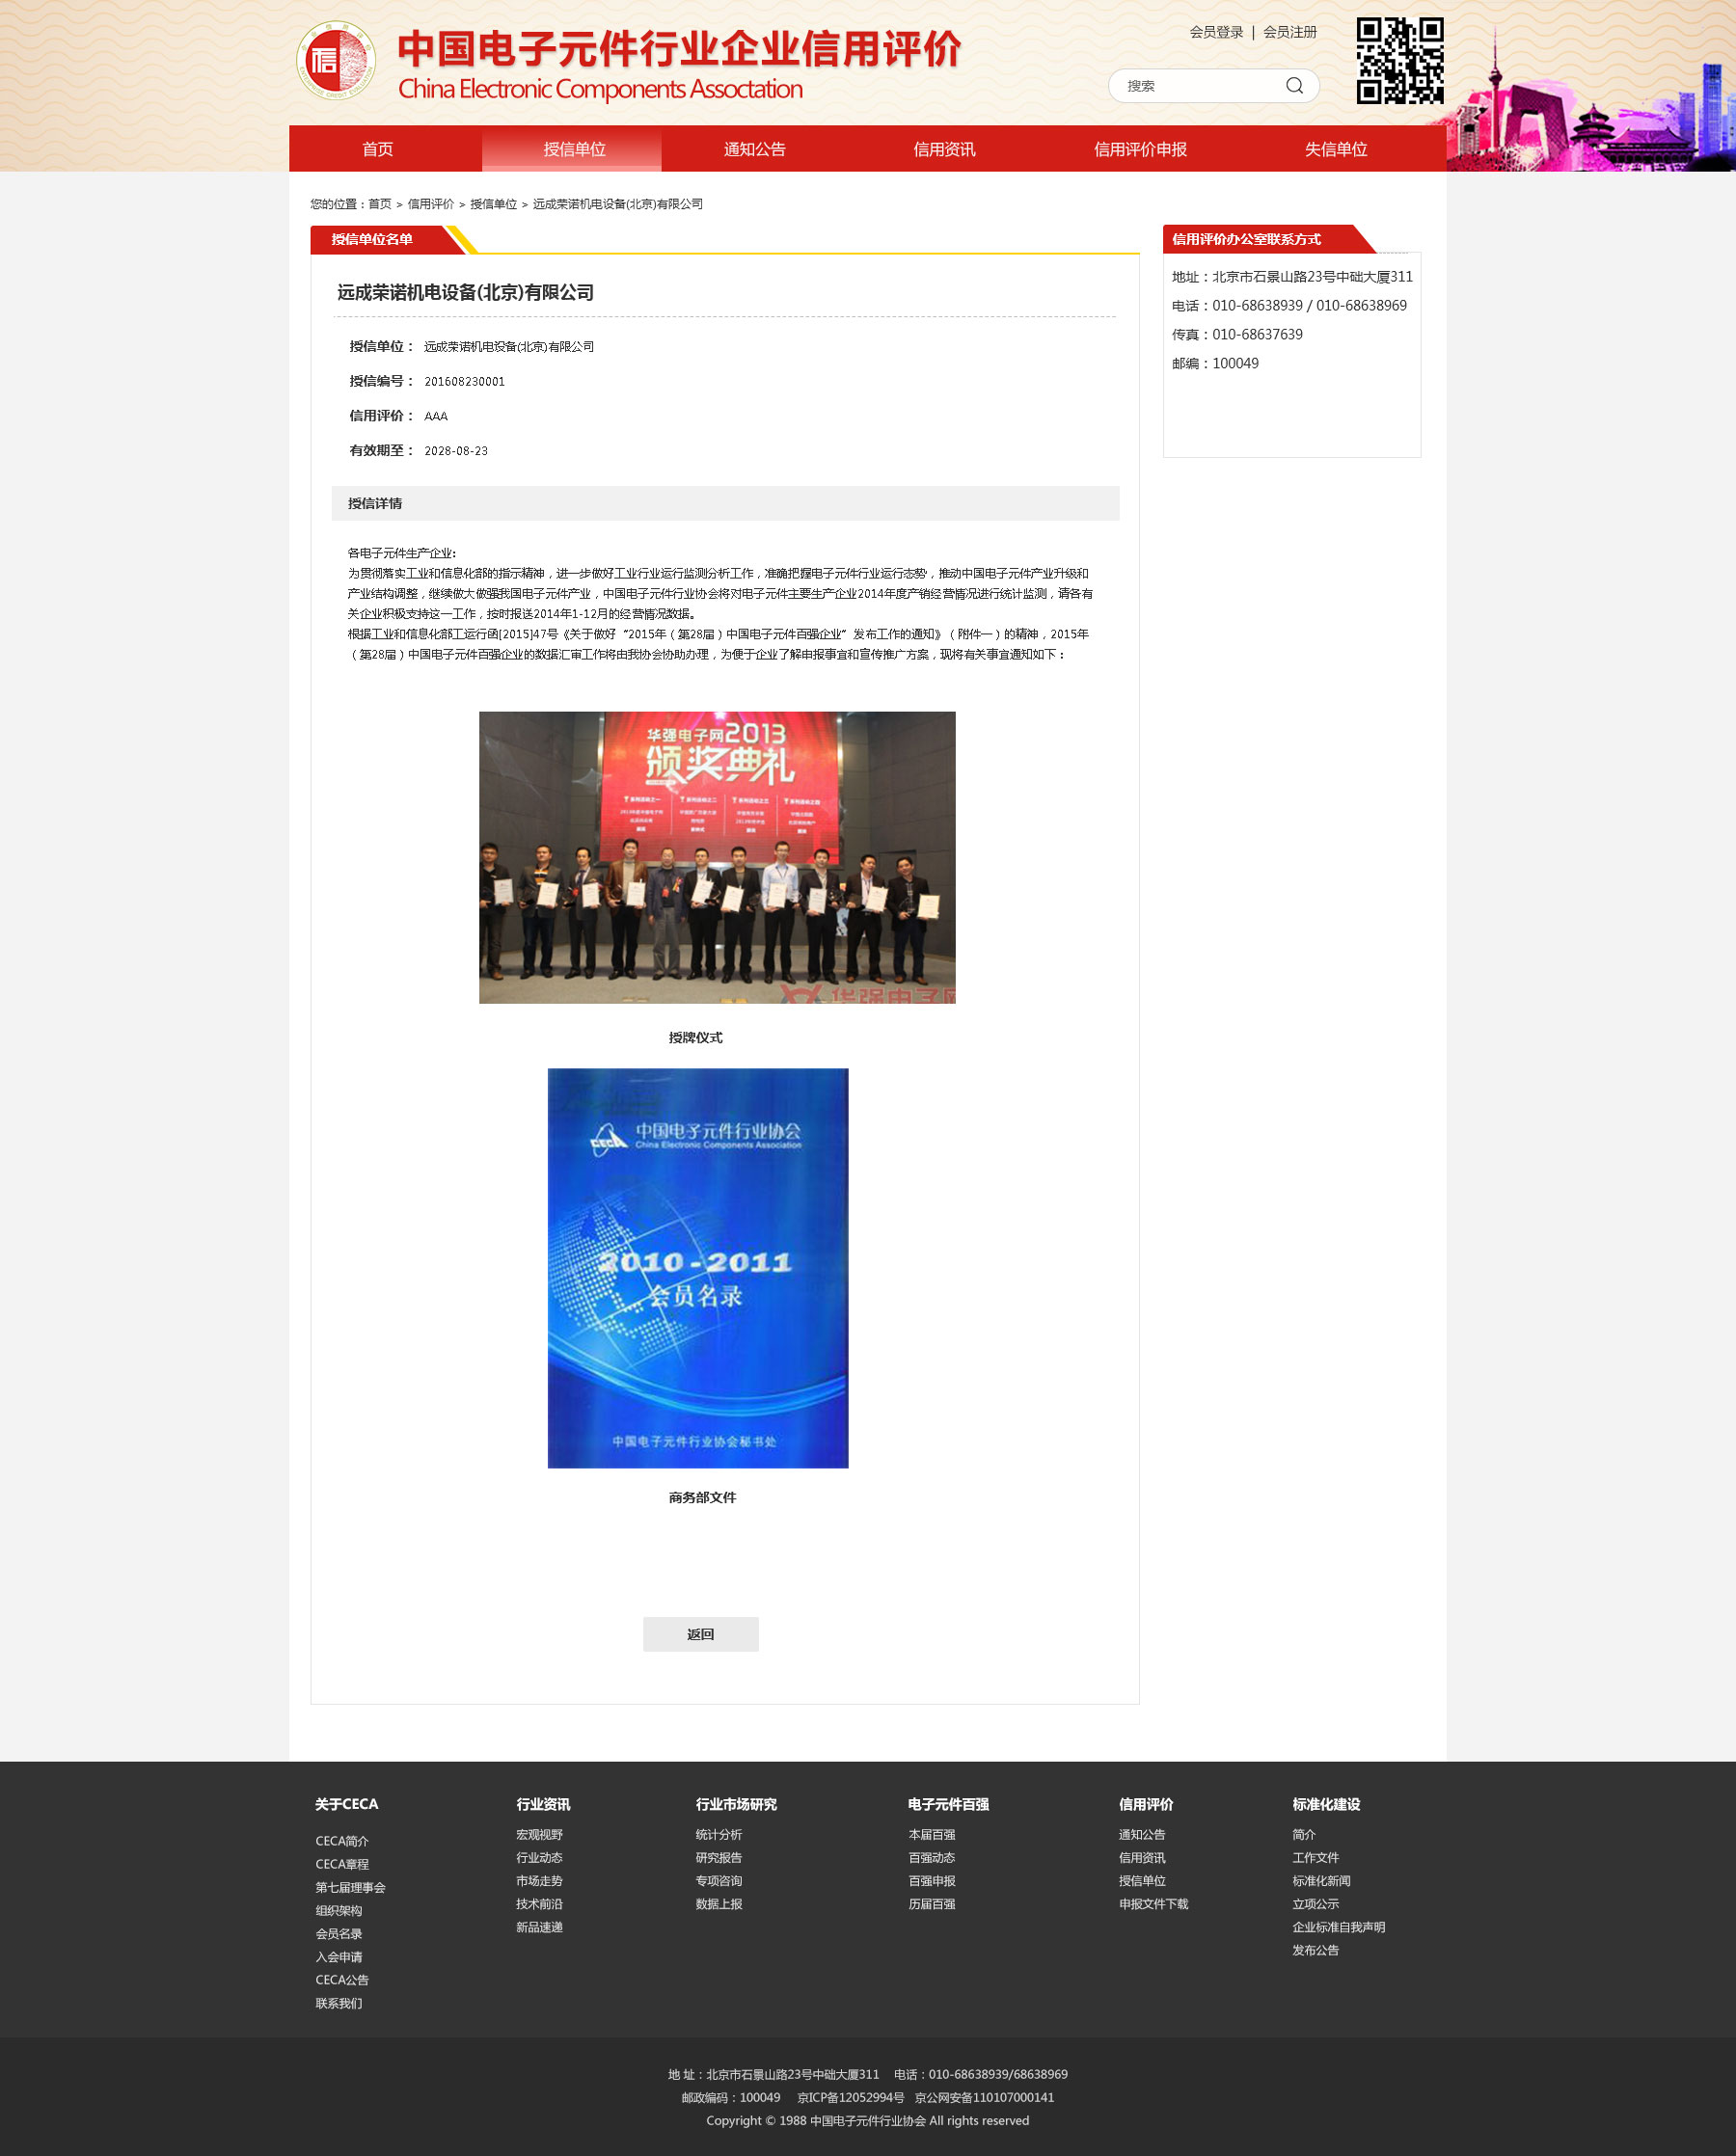 信
中国电子元件行业企业信用评价
China Electronic Components Assoctation
会员登录 | 会员注册
搜索
首页 授信单位 通知公告 信用资讯 信用评价申报 失信单位
您的位置：首页 > 信用评价 > 授信单位 > 远成荣诺机电设备(北京)有限公司
授信单位名单
远成荣诺机电设备(北京)有限公司
授信单位： 远成荣诺机电设备(北京)有限公司
授信编号： 201608230001
信用评价： AAA
有效期至： 2028-08-23
授信详情
各电子元件生产企业:
为贯彻落实工业和信息化部的指示精神，进一步做好工业行业运行监测分析工作，准确把握电子元件行业运行态势，推动中国电子元件产业升级和
产业结构调整，继续做大做强我国电子元件产业，中国电子元件行业协会将对电子元件主要生产企业2014年度产销经营情况进行统计监测，请各有
关企业积极支持这一工作，按时报送2014年1-12月的经营情况数据。
根据工业和信息化部工运行函[2015]47号《关于做好“2015年（第28届）中国电子元件百强企业”发布工作的通知》（附件一）的精神，2015年
（第28届）中国电子元件百强企业的数据汇审工作将由我协会协助办理，为便于企业了解申报事宜和宣传推广方案，现将有关事宜通知如下：
华强电子网2013
颁奖典礼
华强电子网
授牌仪式
CECA 中国电子元件行业协会
China Electronic Components Association
2010-2011
会员名录
中国电子元件行业协会秘书处
商务部文件
返回
信用评价办公室联系方式
地址：北京市石景山路23号中础大厦311
电话：010-68638939 / 010-68638969
传真：010-68637639
邮编：100049
关于CECA
CECA简介
CECA章程
第七届理事会
组织架构
会员名录
入会申请
CECA公告
联系我们
行业资讯
宏观视野
行业动态
市场走势
技术前沿
新品速递
行业市场研究
统计分析
研究报告
专项咨询
数据上报
电子元件百强
本届百强
百强动态
百强申报
历届百强
信用评价
通知公告
信用资讯
授信单位
申报文件下载
标准化建设
简介
工作文件
标准化新闻
立项公示
企业标准自我声明
发布公告
地 址：北京市石景山路23号中础大厦311 电话：010-68638939/68638969
邮政编码：100049 京ICP备12052994号 京公网安备110107000141
Copyright © 1988 中国电子元件行业协会 All rights reserved